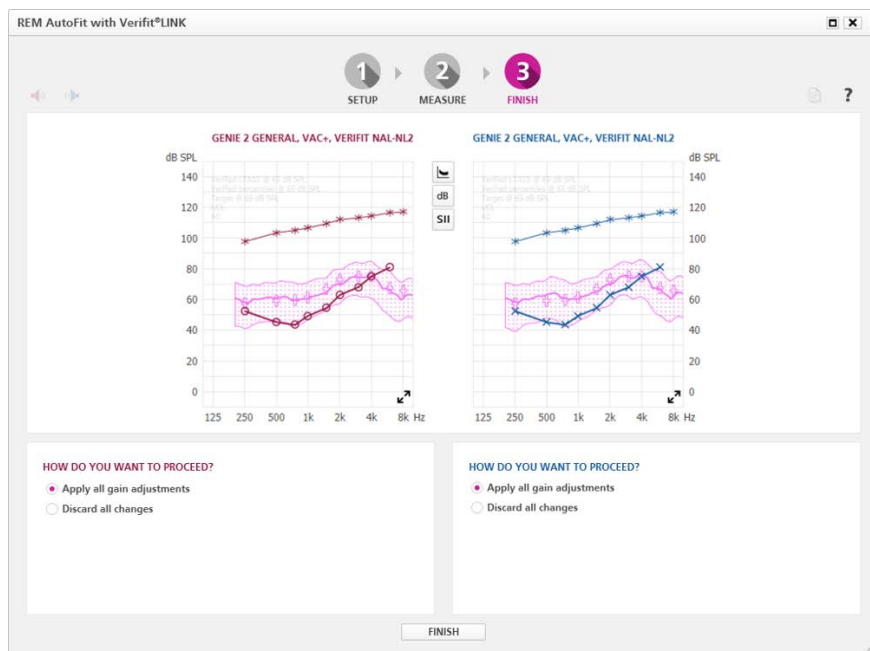 REM AutoFit with Verifit®LINK
1 2 3
SETUP MEASURE FINISH
?
GENIE 2 GENERAL, VAC+, VERIFIT NAL-NL2
dB SPL
140
120
100
80
60
40
20
0
125 250 500 1k 2k 4k 8k Hz
dB
SII
GENIE 2 GENERAL, VAC+, VERIFIT NAL-NL2
dB SPL
140
120
100
80
60
40
20
0
125 250 500 1k 2k 4k 8k Hz
HOW DO YOU WANT TO PROCEED?
Apply all gain adjustments
Discard all changes
HOW DO YOU WANT TO PROCEED?
Apply all gain adjustments
Discard all changes
FINISH